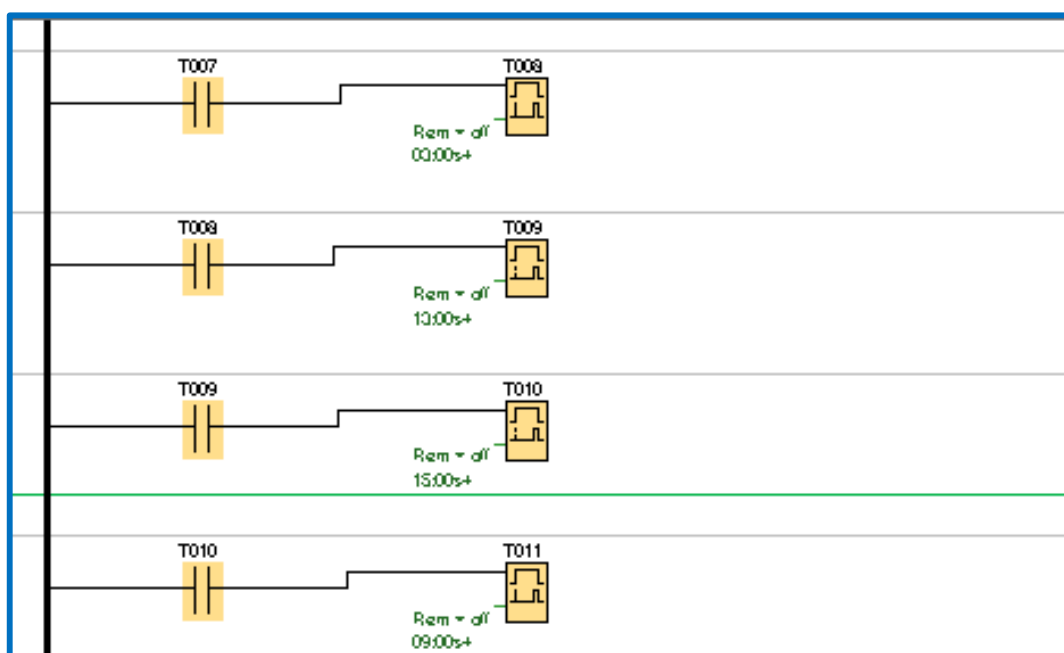 T007 T008
Rem = off
03:00s+
T008 T009
Rem = off
13:00s+
T009 T010
Rem = off
15:00s+
T010 T011
Rem = off
09:00s+